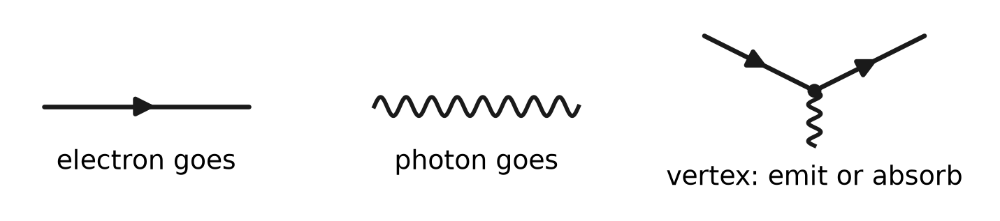 electron goes
photon goes
vertex: emit or absorb